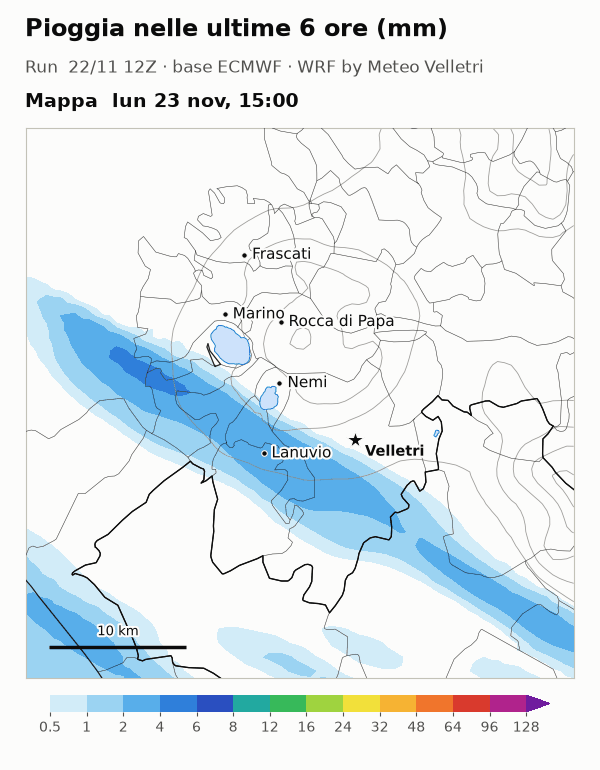 Pioggia nelle ultime 6 ore (mm)
Run  22/11 12Z · base ECMWF · WRF by Meteo Velletri
Mappa  lun 23 nov, 15:00
Frascati
Marino
Rocca di Papa
Nemi
Velletri
Lanuvio
10 km
0.5 1 2 4 6 8 12 16 24 32 48 64 96 128